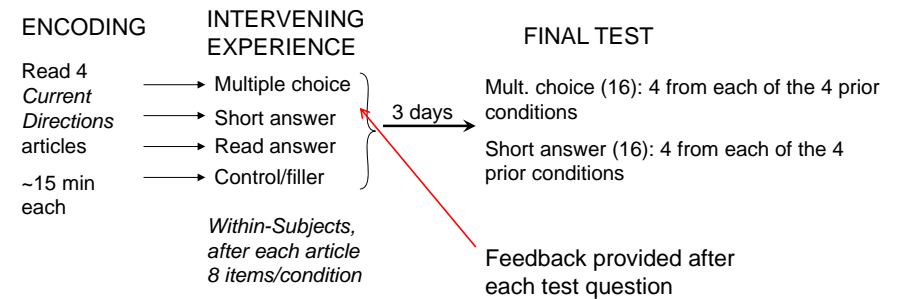 ENCODING
Read 4
Current
Directions
articles
~15 min
each
INTERVENING
EXPERIENCE
Multiple choice
Short answer
Read answer
Control/filler
Within-Subjects,
after each article
8 items/condition
3 days
FINAL TEST
Mult. choice (16): 4 from each of the 4 prior
conditions
Short answer (16): 4 from each of the 4
prior conditions
Feedback provided after
each test question